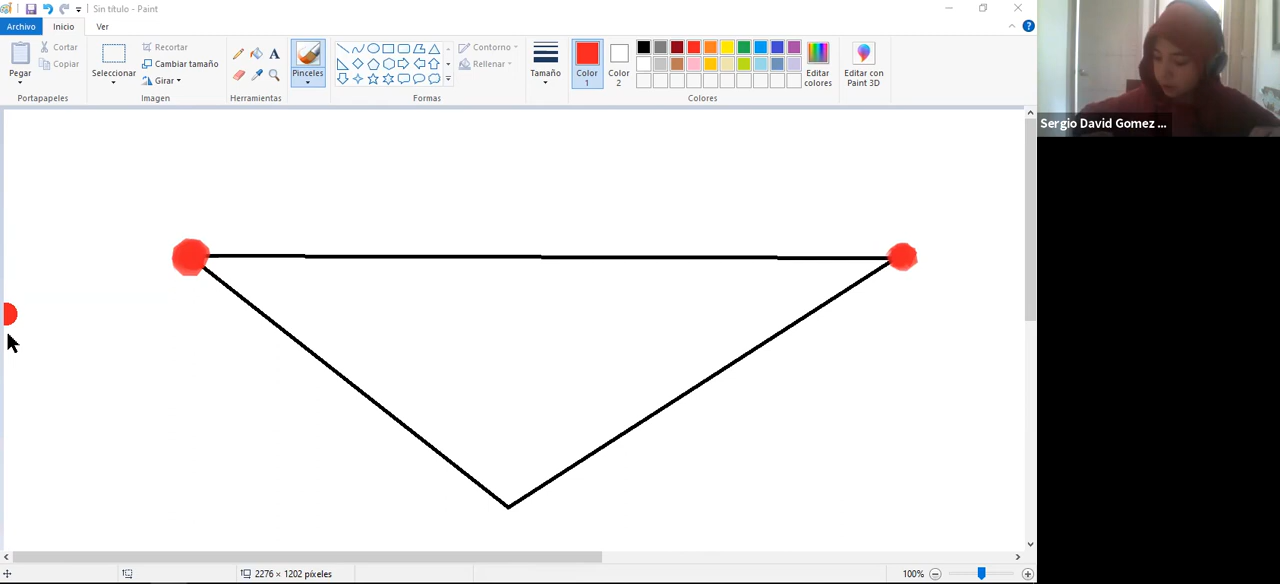 Sin título - Paint
Archivo Inicio Ver
Pegar
Cortar
Copiar
Portapapeles
Seleccionar
Recortar
Cambiar tamaño
Girar
Imagen
A
Herramientas
Pinceles
Contorno
Rellenar
Formas
Tamaño
Color
1
Color
2
Colores
Editar
colores
Editar con
Paint 3D
Sergio David Gomez ...
2276 × 1202 píxeles
100%